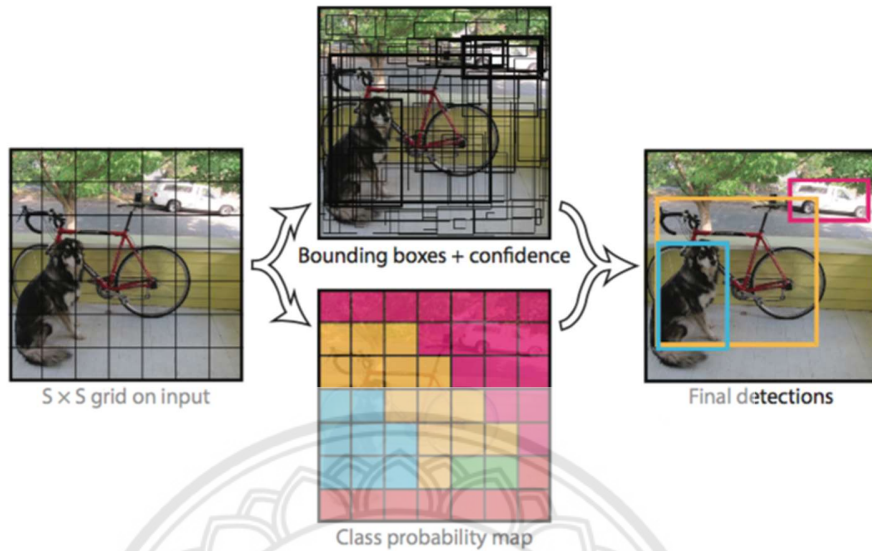 Bounding boxes + confidence
S × S grid on input
Final detections
Class probability map